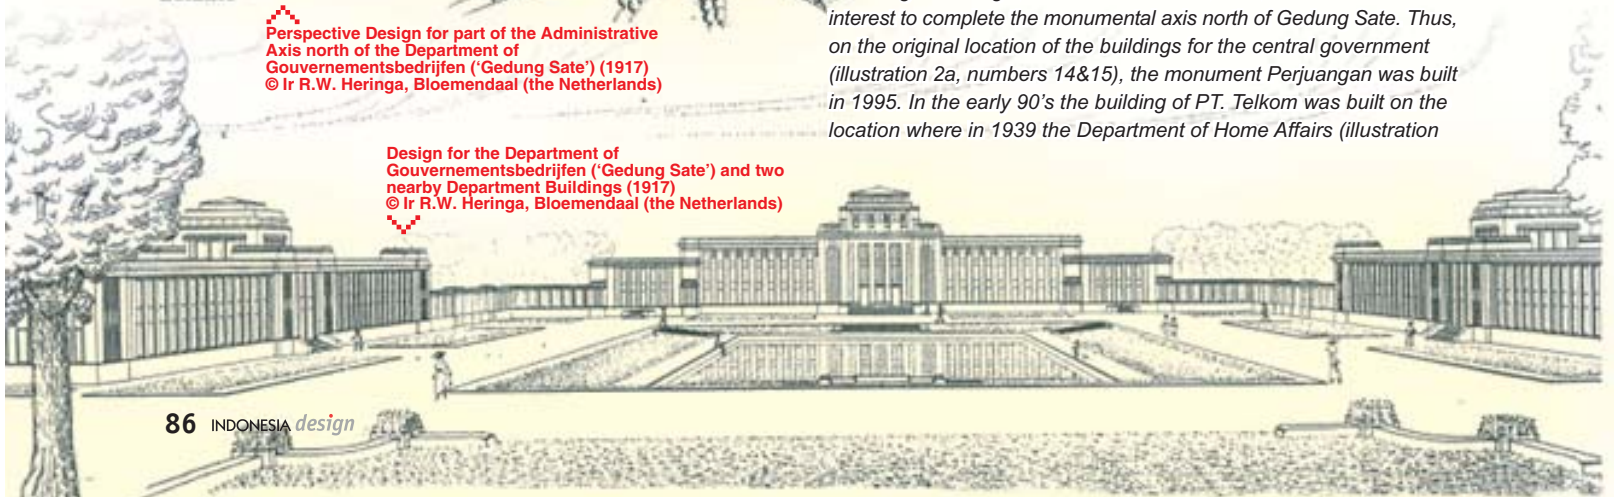 Perspective Design for part of the Administrative
Axis north of the Department of
Gouvernementsbedrijfen (‘Gedung Sate’) (1917)
© Ir R.W. Heringa, Bloemendaal (the Netherlands)
interest to complete the monumental axis north of Gedung Sate. Thus,
on the original location of the buildings for the central government
(illustration 2a, numbers 14&15), the monument Perjuangan was built
in 1995. In the early 90’s the building of PT. Telkom was built on the
location where in 1939 the Department of Home Affairs (illustration
Design for the Department of
Gouvernementsbedrijfen (‘Gedung Sate’) and two
nearby Department Buildings (1917)
© Ir R.W. Heringa, Bloemendaal (the Netherlands)
86 INDONESIA design